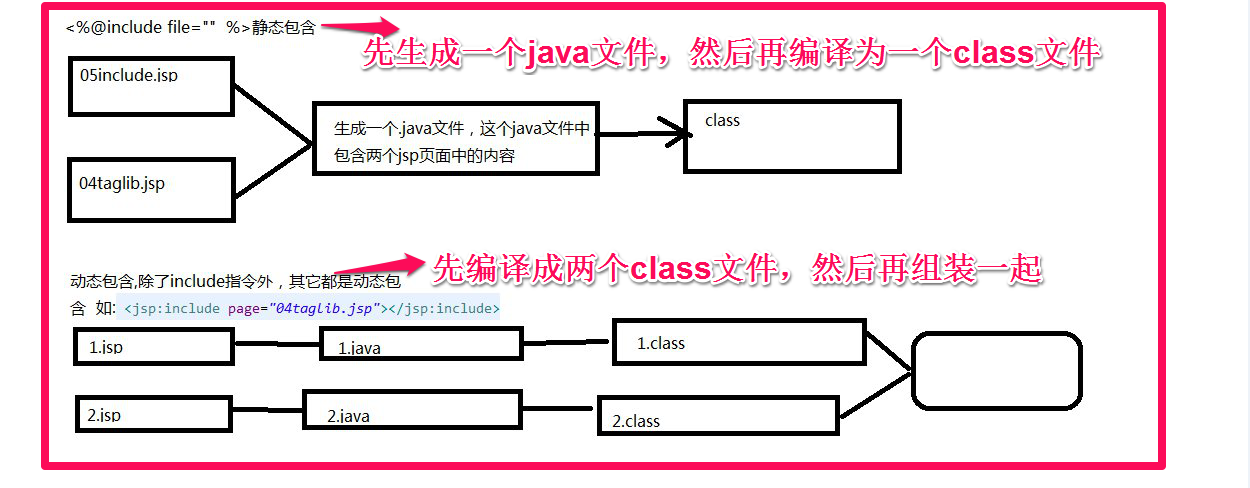 <%@include file="" %>静态包含
先生成一个java文件，然后再编译为一个class文件
05include.jsp
生成一个.java文件，这个java文件中
包含两个jsp页面中的内容
class
04taglib.jsp
动态包含,除了include指令外，其它都是动态包
含 如: <jsp:include page="04taglib.jsp"></jsp:include>
先编译成两个class文件，然后再组装一起
1.jsp
1.java
1.class
2.jsp
2.java
2.class